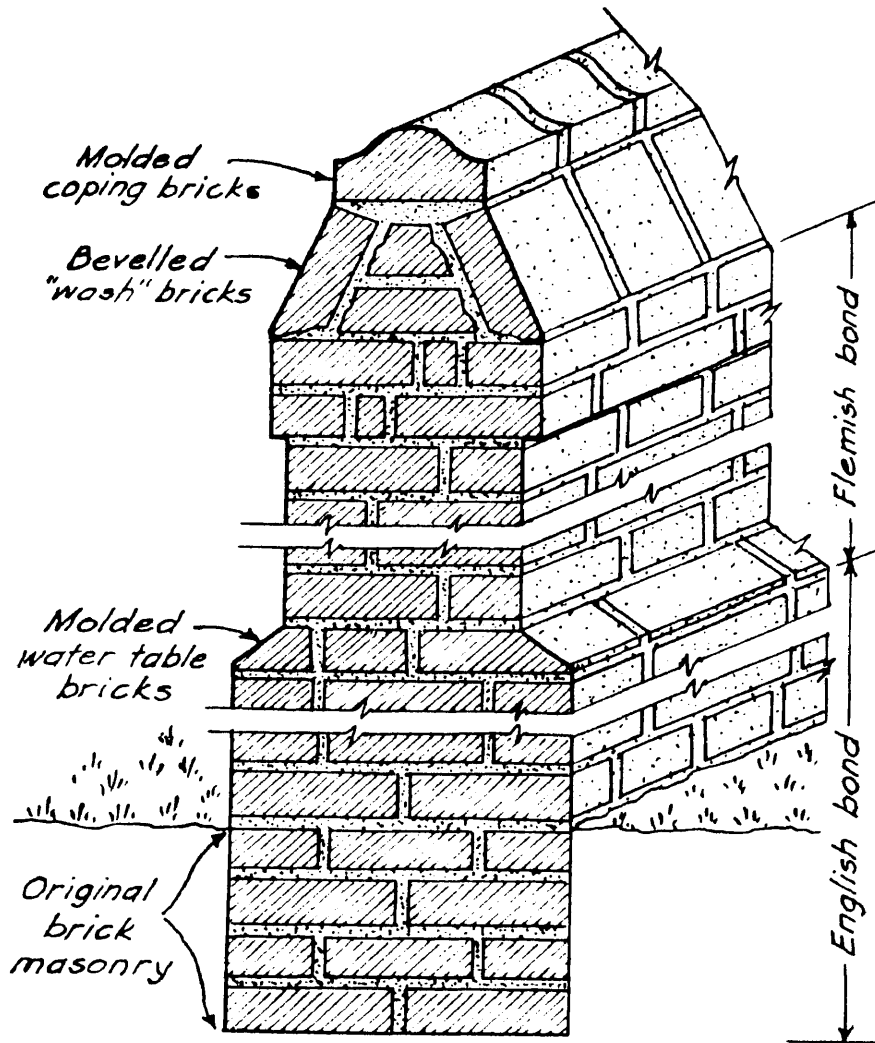 Molded
coping bricks
Bevelled
"wash" bricks
Flemish bond
Molded
water table
bricks
English bond
Original
brick
masonry